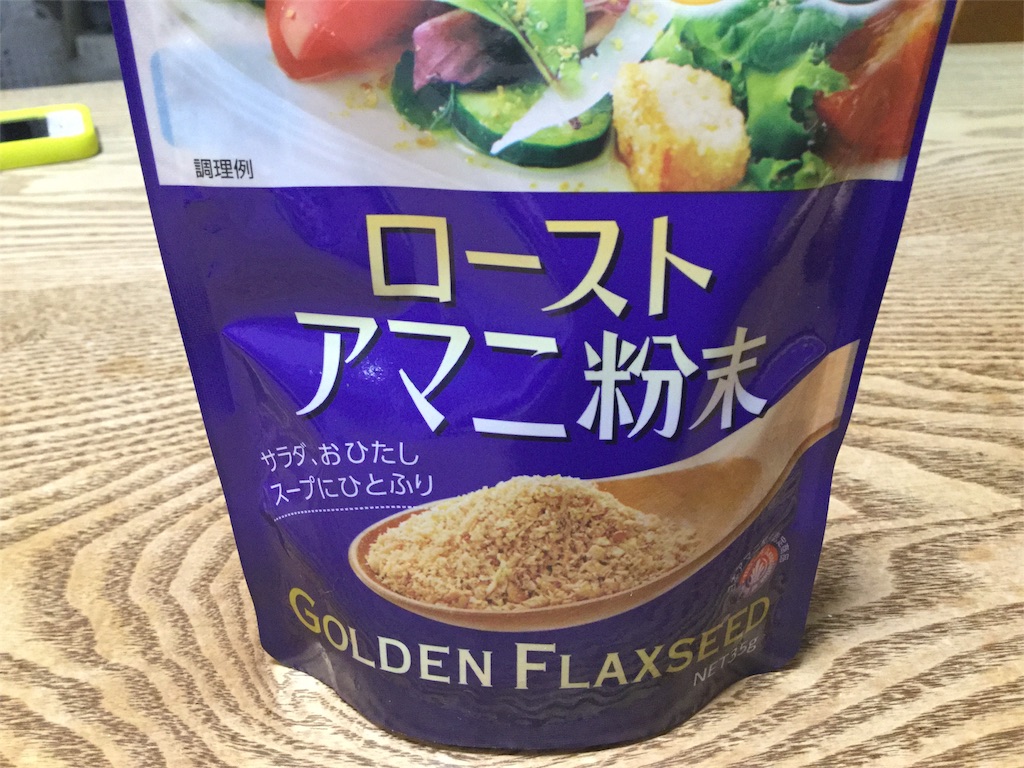 調理例
ロースト
アマニ粉末
サラダ、おひたし
スープにひとふり
GOLDEN FLAXSEED
NET35g